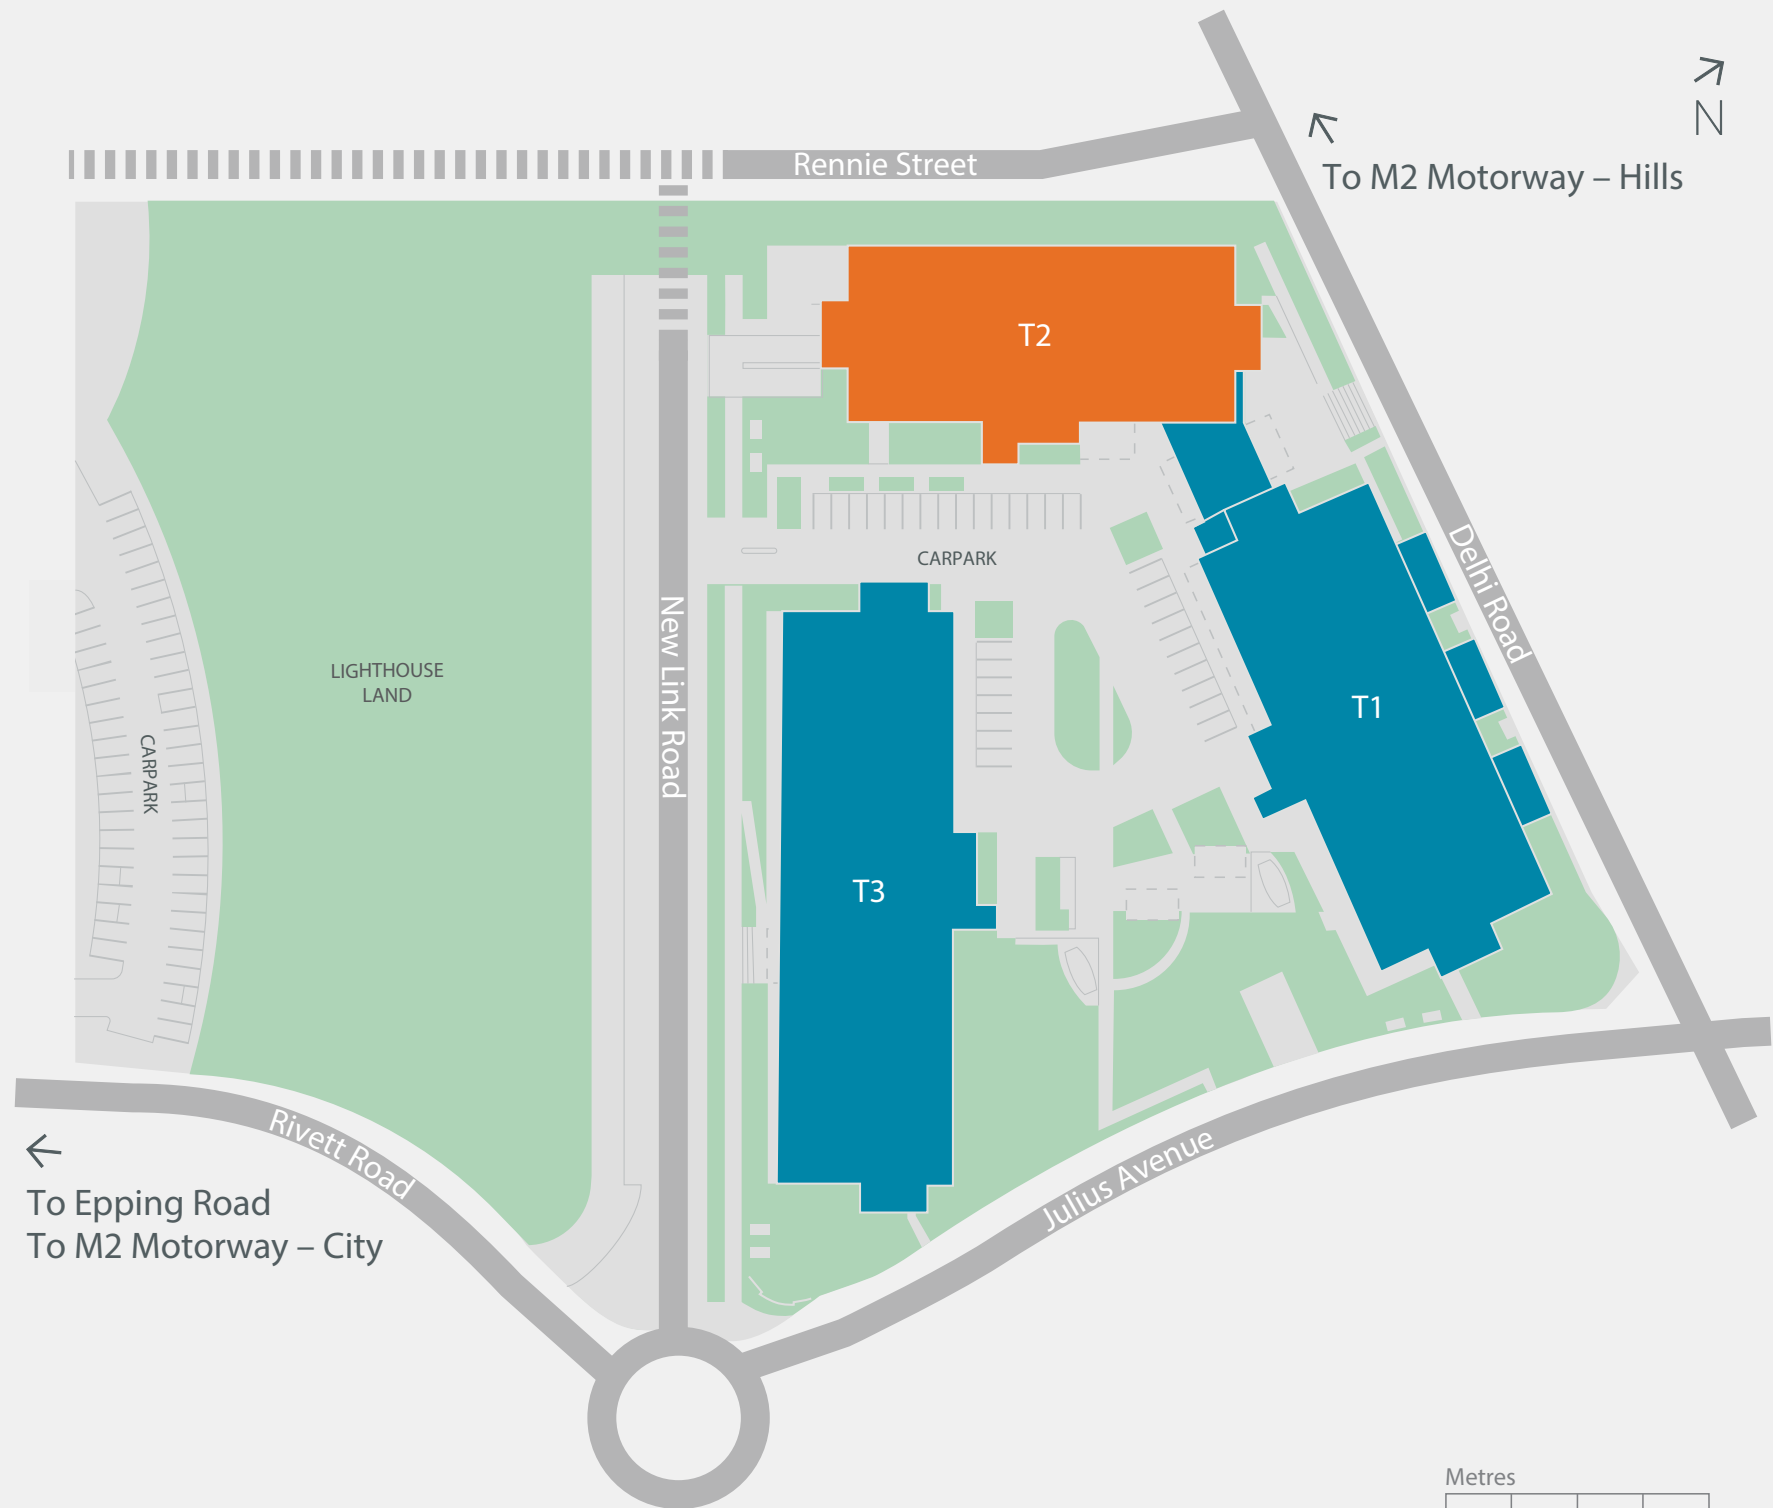 N
To M2 Motorway – Hills
Rennie Street
T2
Delhi Road
CARPARK
New Link Road
LIGHTHOUSE
LAND
T1
CARPARK
T3
Rivett Road
Julius Avenue
To Epping Road
To M2 Motorway – City
Metres